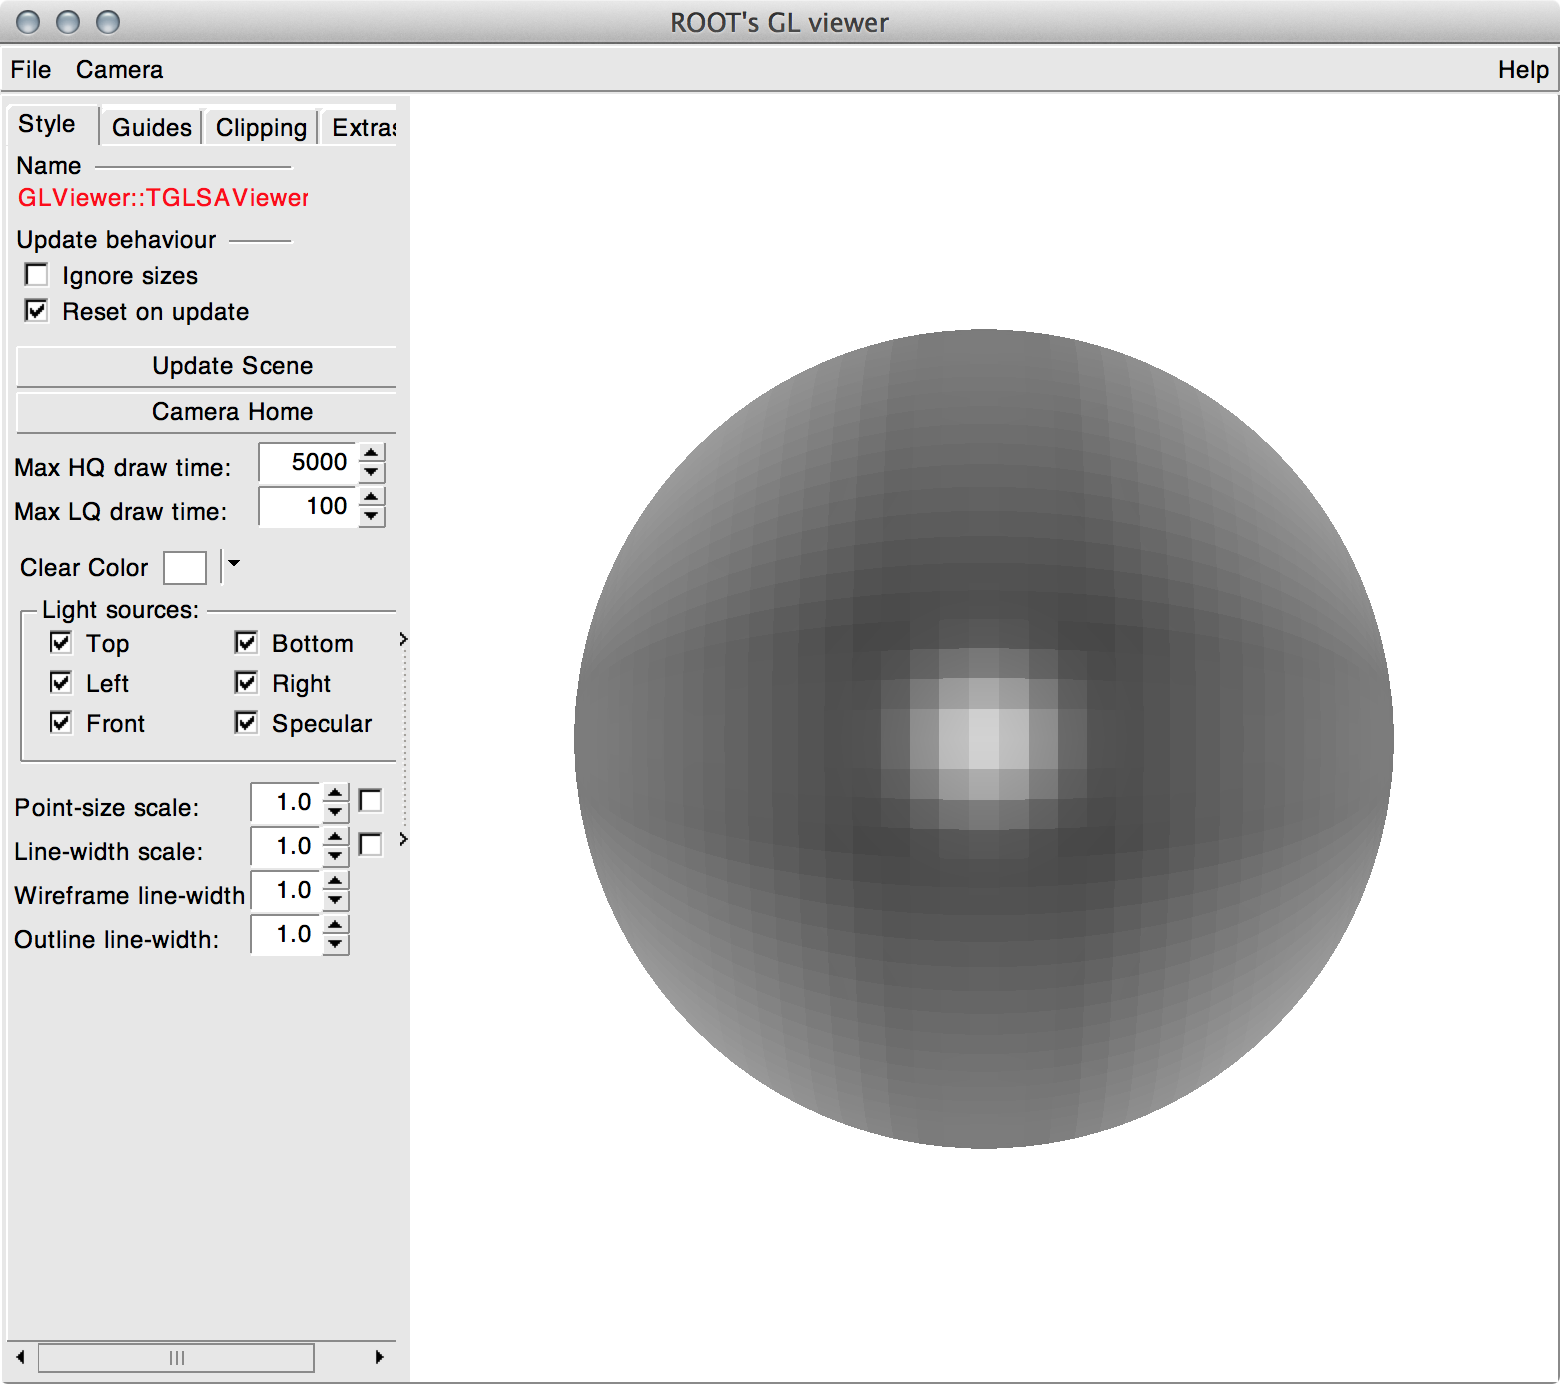 ROOT's GL viewer
File Camera Help
Style Guides Clipping Extras
Name
GLViewer::TGLSAViewer
Update behaviour
Ignore sizes
Reset on update
Update Scene
Camera Home
Max HQ draw time: 5000
Max LQ draw time: 100
Clear Color
Light sources:
Top Bottom
Left Right
Front Specular
Point-size scale: 1.0
Line-width scale: 1.0
Wireframe line-width 1.0
Outline line-width: 1.0